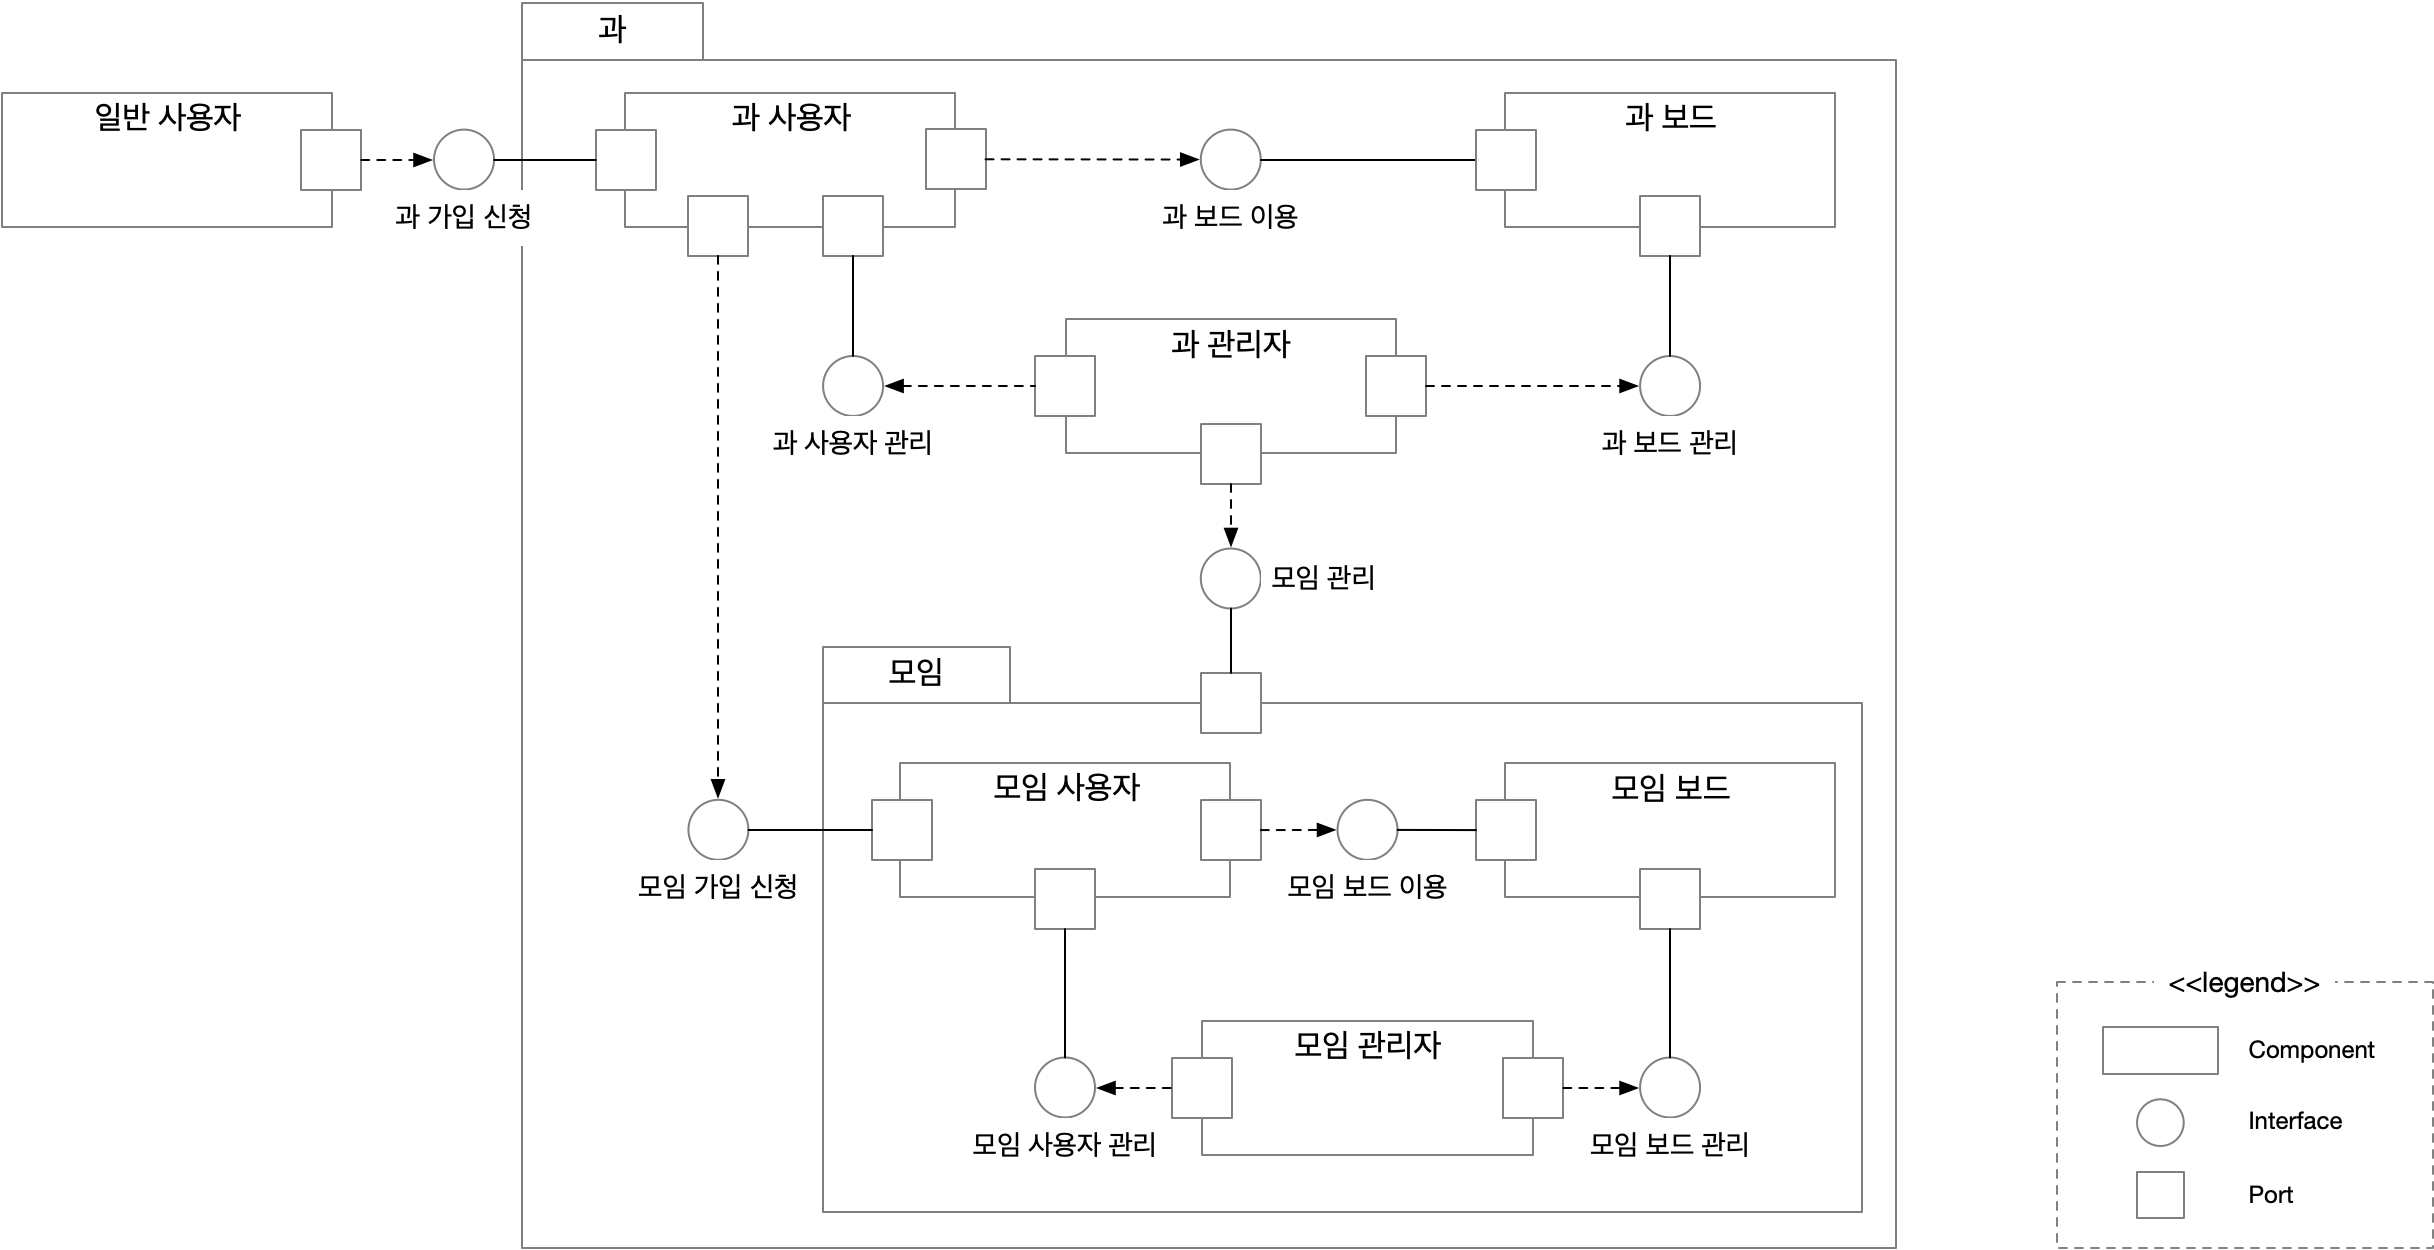 과
일반 사용자
과 사용자
과 보드
과 가입 신청
과 보드 이용
과 관리자
과 사용자 관리
과 보드 관리
모임 관리
모임
모임 사용자
모임 보드
모임 가입 신청
모임 보드 이용
모임 관리자
모임 사용자 관리
모임 보드 관리
<<legend>>
Component
Interface
Port